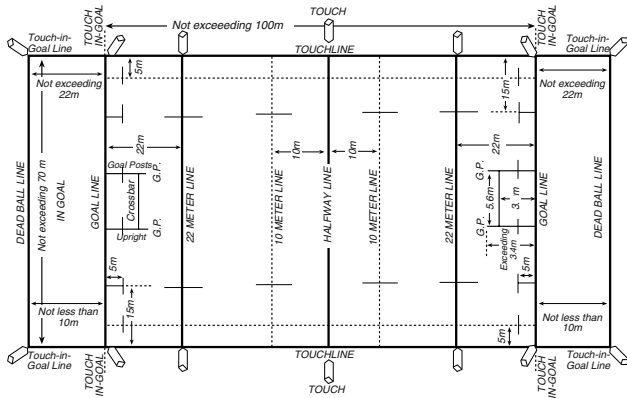 TOUCH
Not exceeeding 100m
TOUCH
IN-GOAL
TOUCH
IN-GOAL
Touch-in-
Goal Line
Touch-in-
Goal Line
TOUCHLINE
5m
15m
Not exceeding
22m
Not exceeding
22m
22m
22m
10m
10m
Goal Posts
G.P.
G.P.
Crossbar
Upright
G.P.
G.P.
5.6m
3 m
Exceeding
3.4m
DEAD BALL LINE
Not exceeding 70 m
IN GOAL
GOAL LINE
22 METER LINE
10 METER LINE
HALFWAY LINE
10 METER LINE
22 METER LINE
GOAL LINE
DEAD BALL LINE
5m
5m
15m
5m
Not less than
10m
Not less than
10m
Touch-in-
Goal Line
Touch-in-
Goal Line
TOUCH
IN-GOAL
TOUCH
IN-GOAL
TOUCHLINE
TOUCH